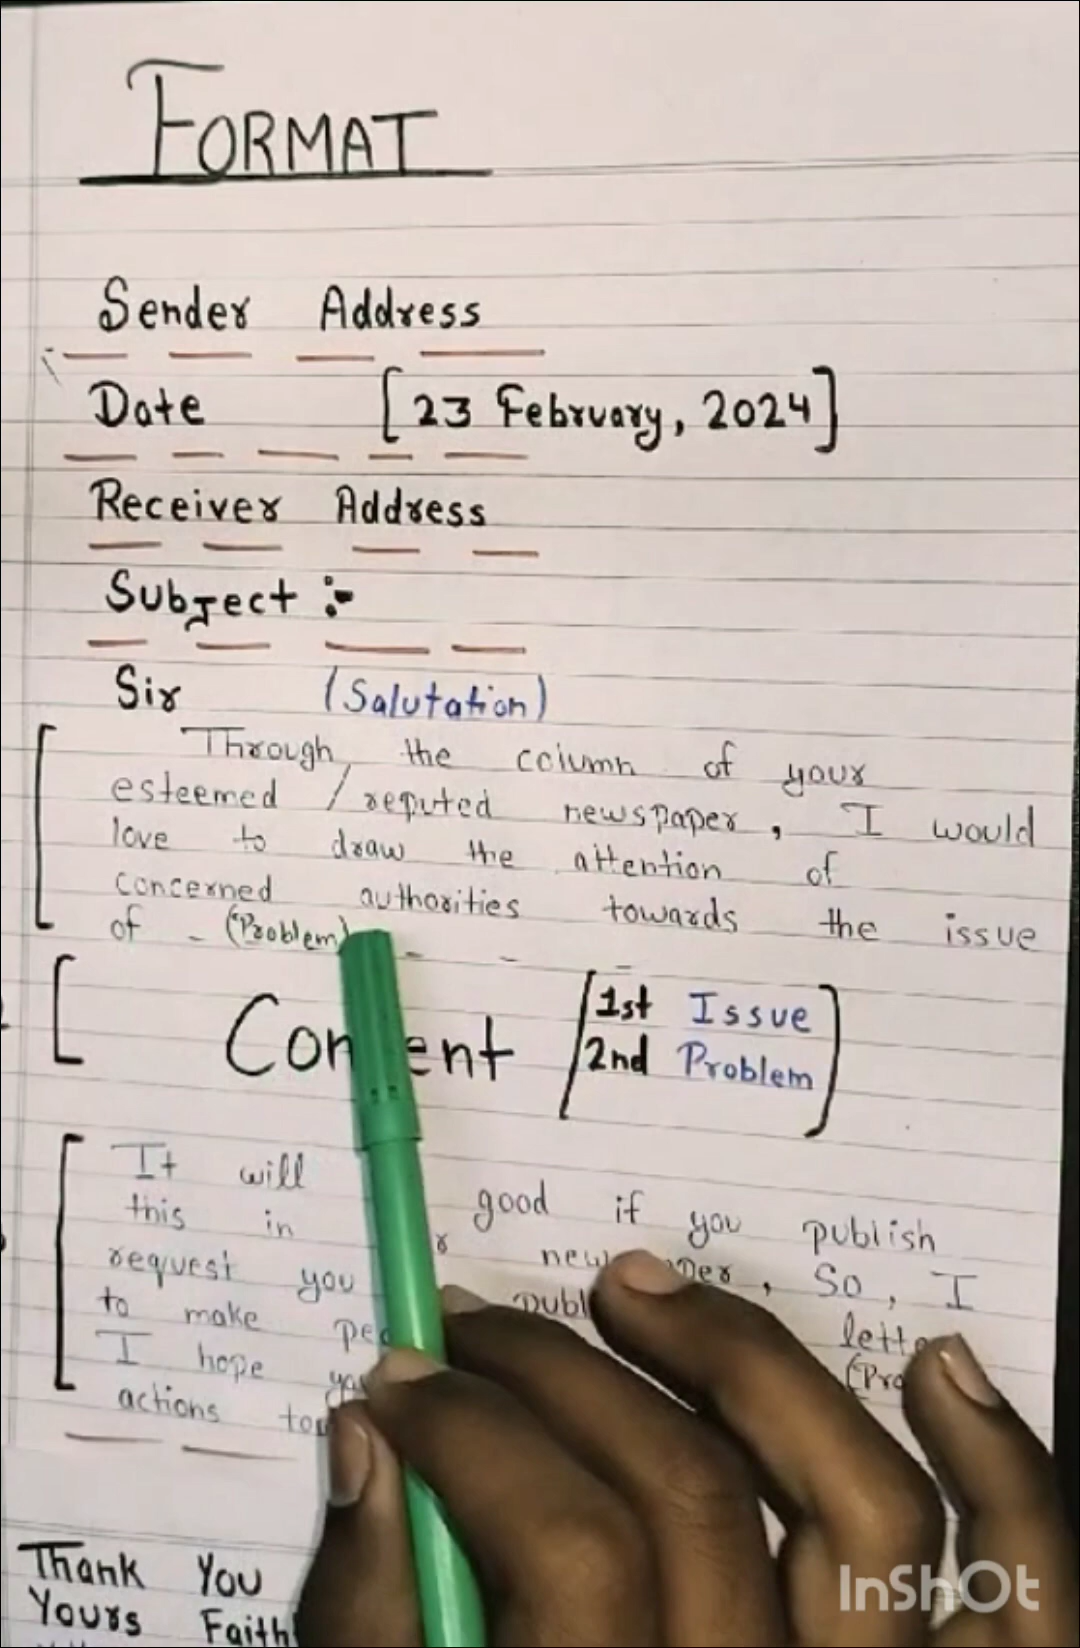 FORMAT
Sender Address
Date [23 February, 2024]
Receiver Address
Subject :-
Sir (Salutation)
Through, the column of your
esteemed / reputed newspaper, I would
love to draw the attention of
concerned authorities towards the issue
of - (Problem) - - -
Content [1st Issue
2nd Problem]
It will good if you publish
this in So, I
request you
to make
I hope
actions
Thank You
Yours
InShOt